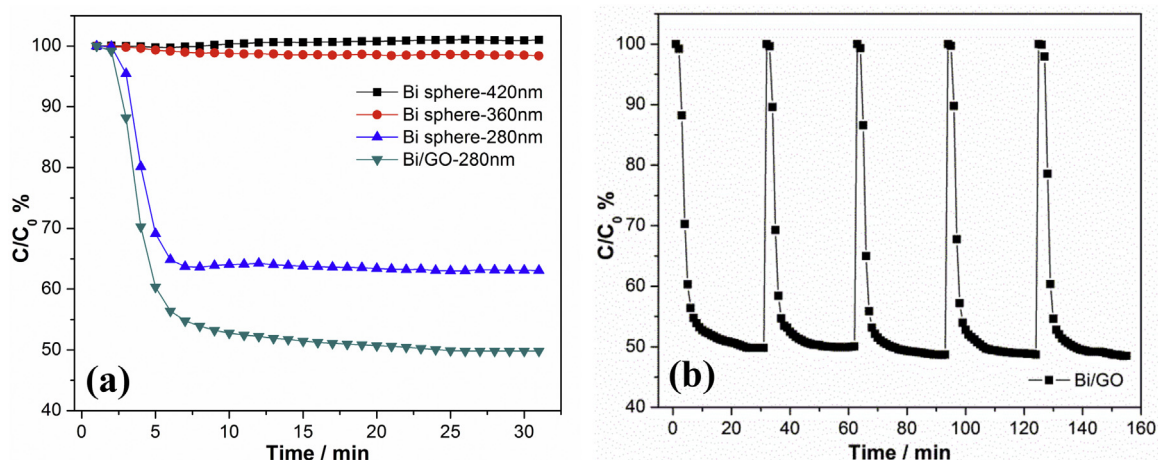 100
90
80
70
60
50
40
C/C0 %
Bi sphere-420nm
Bi sphere-360nm
Bi sphere-280nm
Bi/GO-280nm
(a)
0 5 10 15 20 25 30
Time / min
100
90
80
70
60
50
40
C/C0 %
(b)
Bi/GO
0 20 40 60 80 100 120 140 160
Time / min